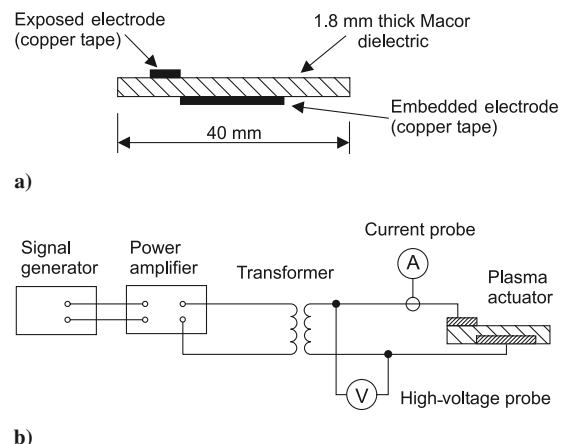 Exposed electrode
(copper tape)
1.8 mm thick Macor
dielectric
Embedded electrode
(copper tape)
40 mm
a)
Signal
generator
Power
amplifier
Transformer
Current probe
A
Plasma
actuator
V
High-voltage probe
b)